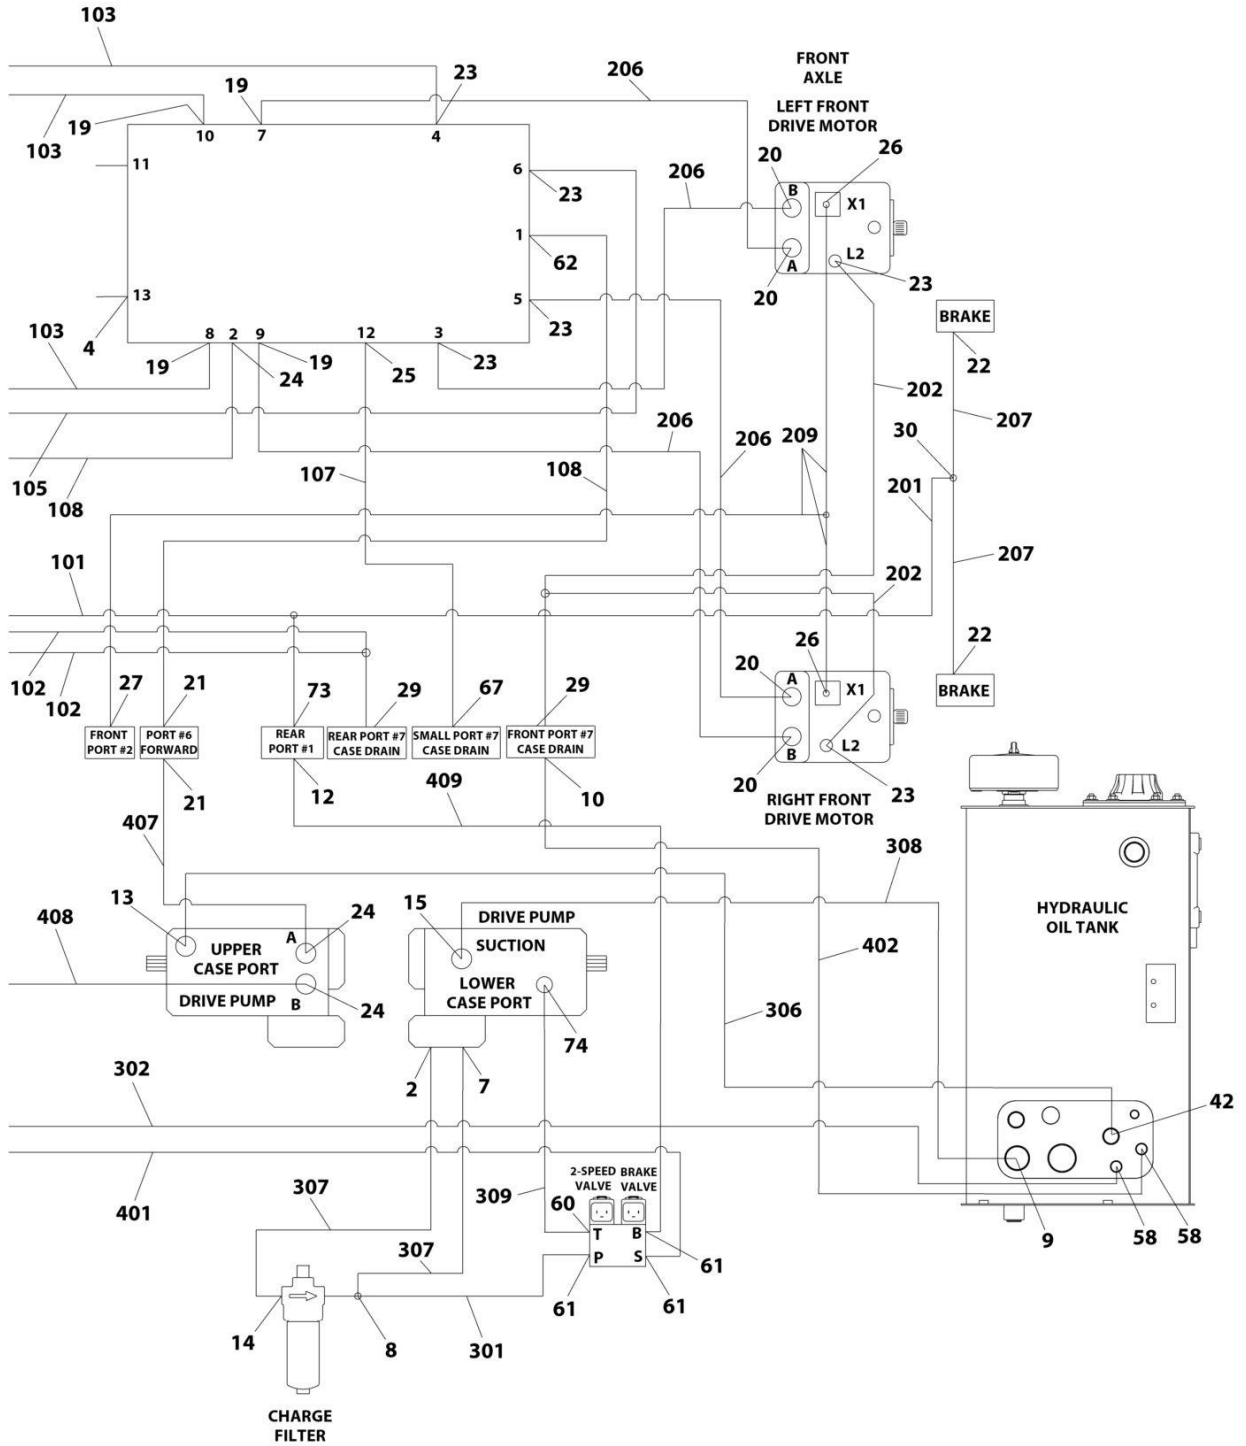 103
19
23
206
FRONT
AXLE
LEFT FRONT
DRIVE MOTOR
19
103
10
7
4
11
6
23
206
20
26
B
X1
1
62
A
L2
20
23
13
5
23
BRAKE
103
4
8
2
9
12
3
19
24
19
25
23
22
202
207
206
206
209
30
105
108
107
108
201
207
101
202
102
102
27
21
73
29
67
29
26
20
22
A
X1
BRAKE
FRONT
PORT #2
PORT #6
FORWARD
REAR
PORT #1
REAR PORT #7
CASE DRAIN
SMALL PORT #7
CASE DRAIN
FRONT PORT #7
CASE DRAIN
B
L2
21
12
409
10
20
23
RIGHT FRONT
DRIVE MOTOR
407
308
13
408
24
15
DRIVE PUMP
SUCTION
HYDRAULIC
OIL TANK
A
UPPER
CASE PORT
402
LOWER
CASE PORT
DRIVE PUMP
B
24
306
74
302
2
7
42
2-SPEED
VALVE
BRAKE
VALVE
401
307
309
60
T
B
P
S
9
58
58
307
61
61
61
14
8
301
CHARGE
FILTER